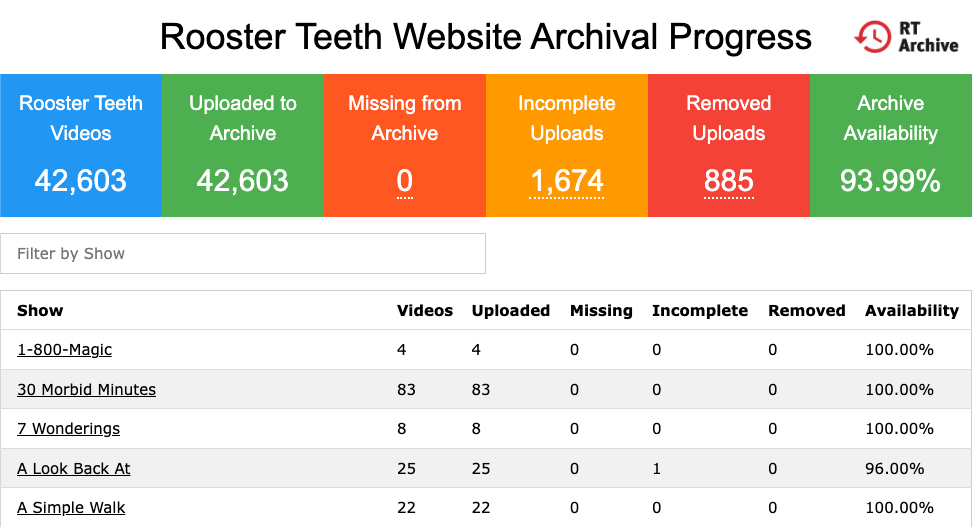 Rooster Teeth Website Archival Progress
RT
Archive
Rooster Teeth
Videos
42,603
Uploaded to
Archive
42,603
Missing from
Archive
0
Incomplete
Uploads
1,674
Removed
Uploads
885
Archive
Availability
93.99%
Filter by Show
Show Videos Uploaded Missing Incomplete Removed Availability
1-800-Magic 4 4 0 0 0 100.00%
30 Morbid Minutes 83 83 0 0 0 100.00%
7 Wonderings 8 8 0 0 0 100.00%
A Look Back At 25 25 0 1 0 96.00%
A Simple Walk 22 22 0 0 0 100.00%